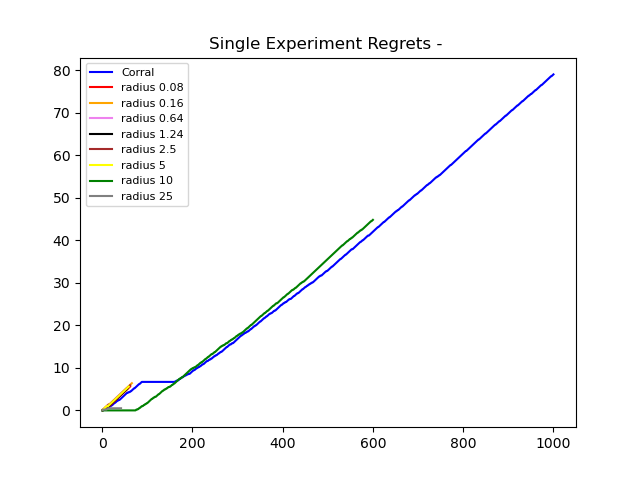 Single Experiment Regrets -
80
70
60
50
40
30
20
10
0
Corral
radius 0.08
radius 0.16
radius 0.64
radius 1.24
radius 2.5
radius 5
radius 10
radius 25
0 200 400 600 800 1000